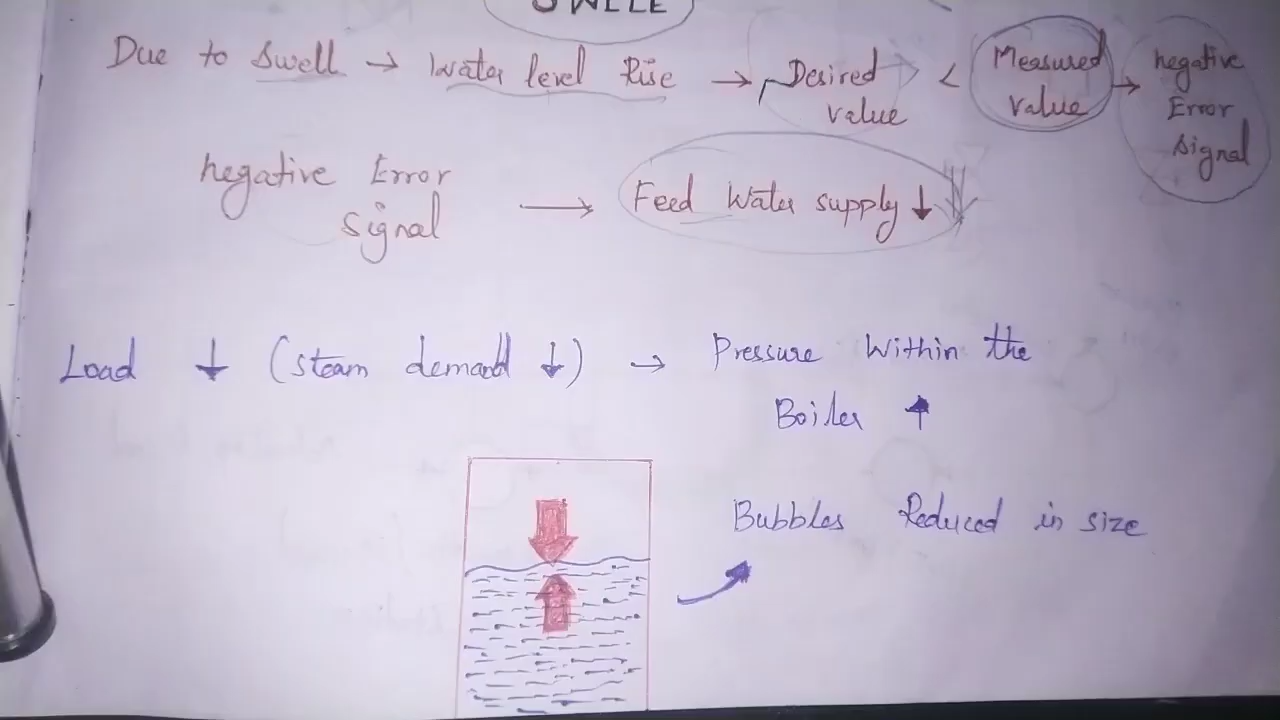 SWELL
Due to Swell → Water level Rise → Desired value < Measured value → negative Error signal
negative Error signal → Feed Water supply ↓
Load ↓ (steam demand ↓) → Pressure Within the
Boiler ↑
Bubbles Reduced in size